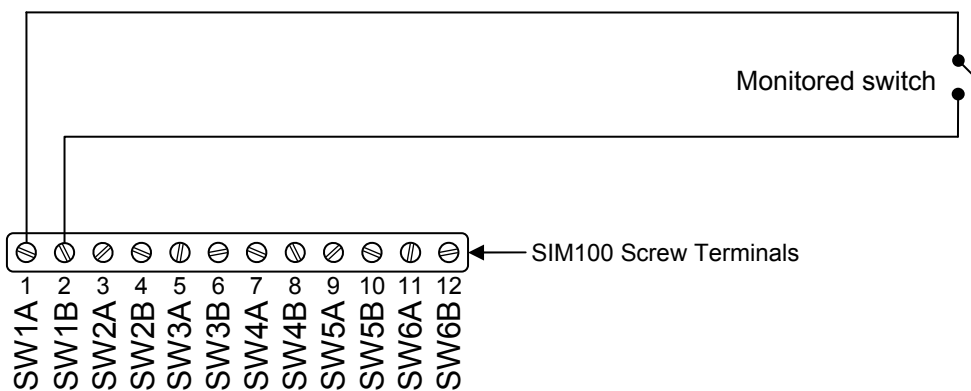 Monitored switch
SIM100 Screw Terminals
1 2 3 4 5 6 7 8 9 10 11 12
SW1A
SW1B
SW2A
SW2B
SW3A
SW3B
SW4A
SW4B
SW5A
SW5B
SW6A
SW6B